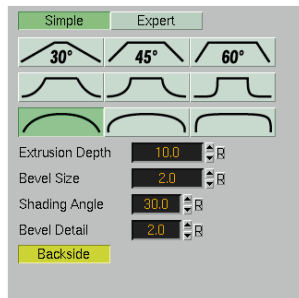 Simple Expert
30° 45° 60°
Extrusion Depth 10.0 R
Bevel Size 2.0 R
Shading Angle 30.0 R
Bevel Detail 2.0 R
Backside